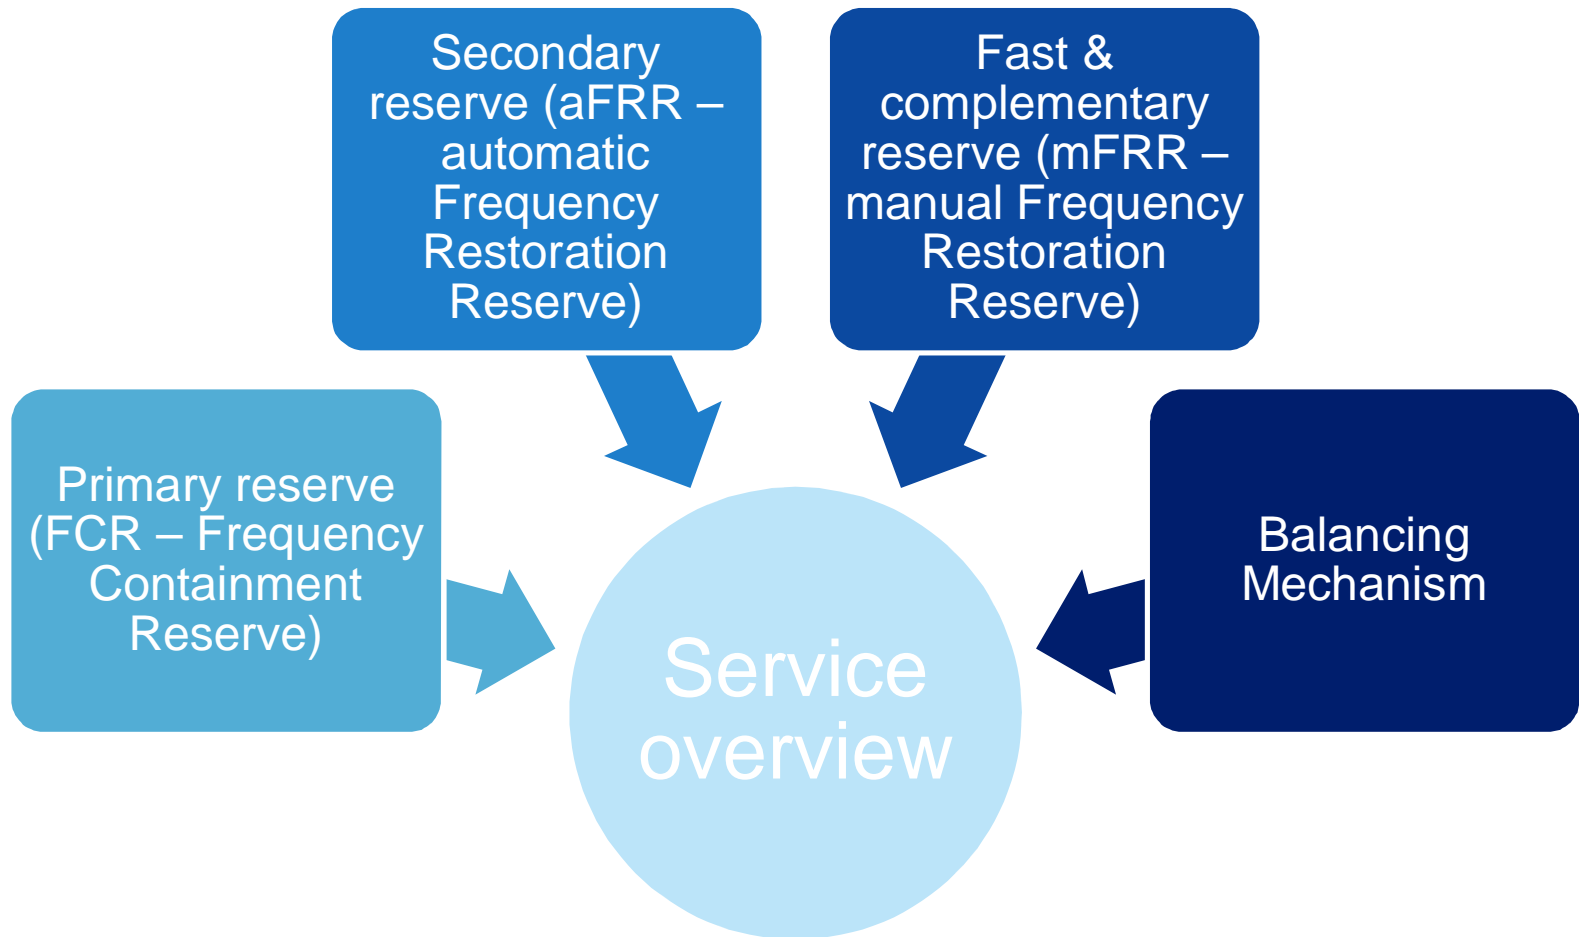 Secondary
reserve (aFRR –
automatic
Frequency
Restoration
Reserve)
Fast &
complementary
reserve (mFRR –
manual Frequency
Restoration
Reserve)
Primary reserve
(FCR – Frequency
Containment
Reserve)
Balancing
Mechanism
Service
overview